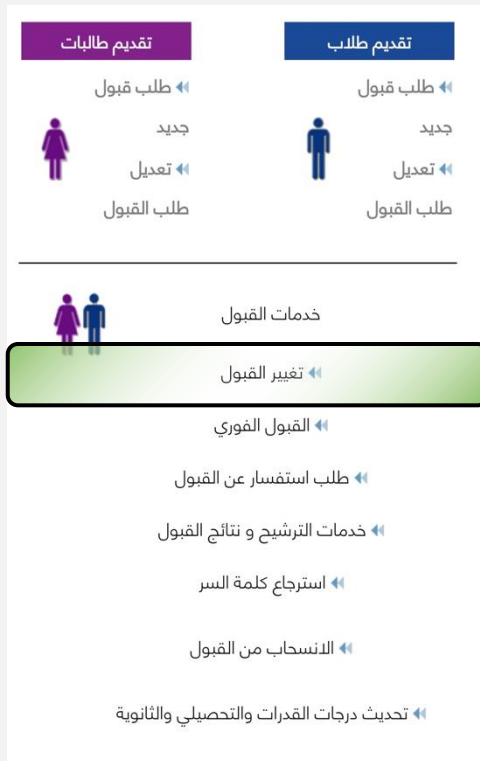 تقديم طلاب
تقديم طالبات
طلب قبول
جديد
تعديل
طلب القبول
طلب قبول
جديد
تعديل
طلب القبول
خدمات القبول
تغيير القبول
القبول الفوري
طلب استفسار عن القبول
خدمات الترشيح و نتائج القبول
استرجاع كلمة السر
الانسحاب من القبول
تحديث درجات القدرات والتحصيلي والثانوية